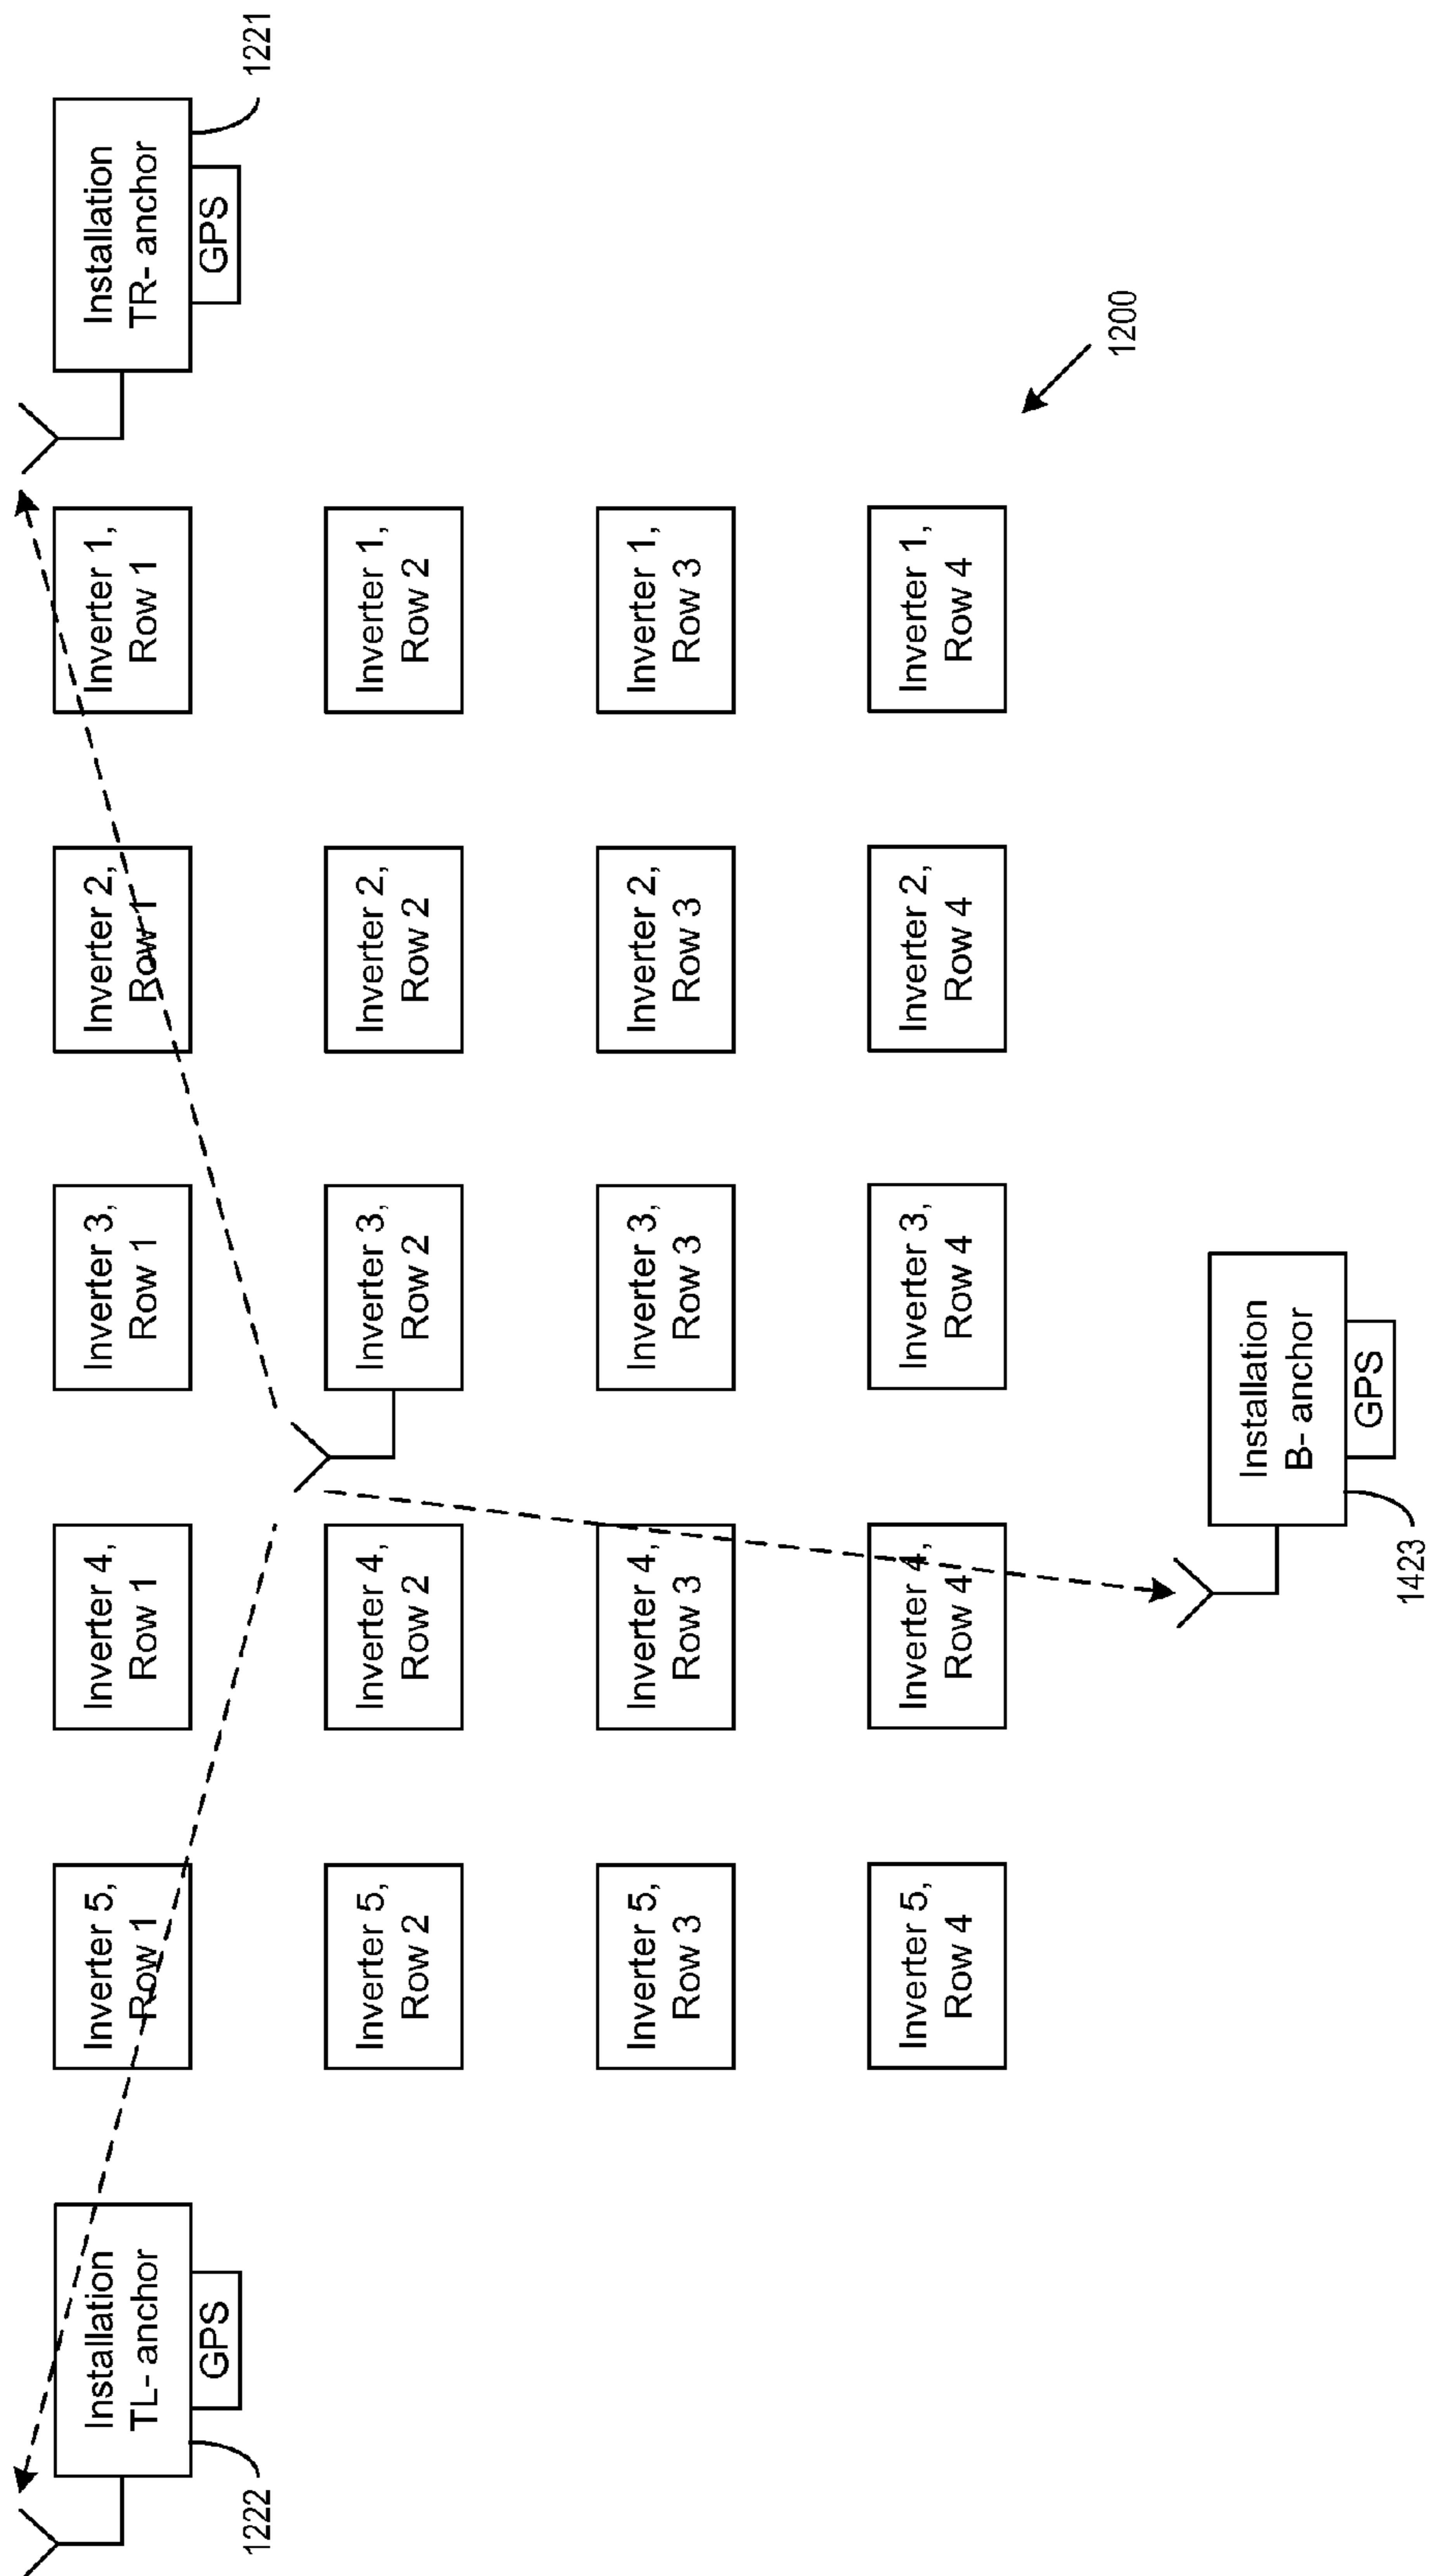 Installation
TL- anchor
GPS
1222
Inverter 5,
Row 1
Inverter 4,
Row 1
Inverter 3,
Row 1
Inverter 2,
Row 1
Inverter 1,
Row 1
Installation
TR- anchor
GPS
1221
Inverter 5,
Row 2
Inverter 4,
Row 2
Inverter 3,
Row 2
Inverter 2,
Row 2
Inverter 1,
Row 2
Inverter 5,
Row 3
Inverter 4,
Row 3
Inverter 3,
Row 3
Inverter 2,
Row 3
Inverter 1,
Row 3
Inverter 5,
Row 4
Inverter 4,
Row 4
Inverter 3,
Row 4
Inverter 2,
Row 4
Inverter 1,
Row 4
1200
Installation
B- anchor
GPS
1423